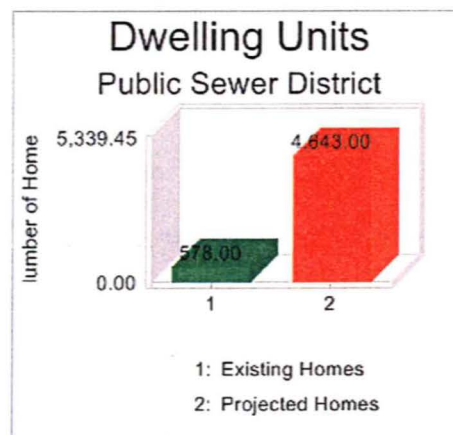 Dwelling Units
Public Sewer District
5,339.45
4,643.00
lumber of Home
578.00
0.00
1
2
1: Existing Homes
2: Projected Homes